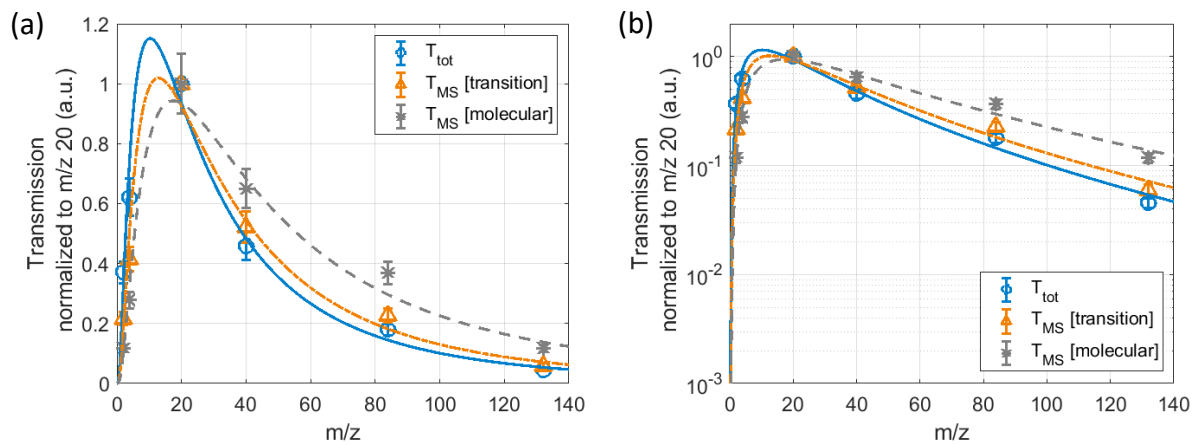 (a)
Transmission
normalized to m/z 20 (a.u.)
1.2
1
0.8
0.6
0.4
0.2
0
0 20 40 60 80 100 120 140
m/z
T_tot
T_MS [transition]
T_MS [molecular]
(b)
Transmission
normalized to m/z 20 (a.u.)
10^0
10^-1
10^-2
10^-3
0 20 40 60 80 100 120 140
m/z
T_tot
T_MS [transition]
T_MS [molecular]